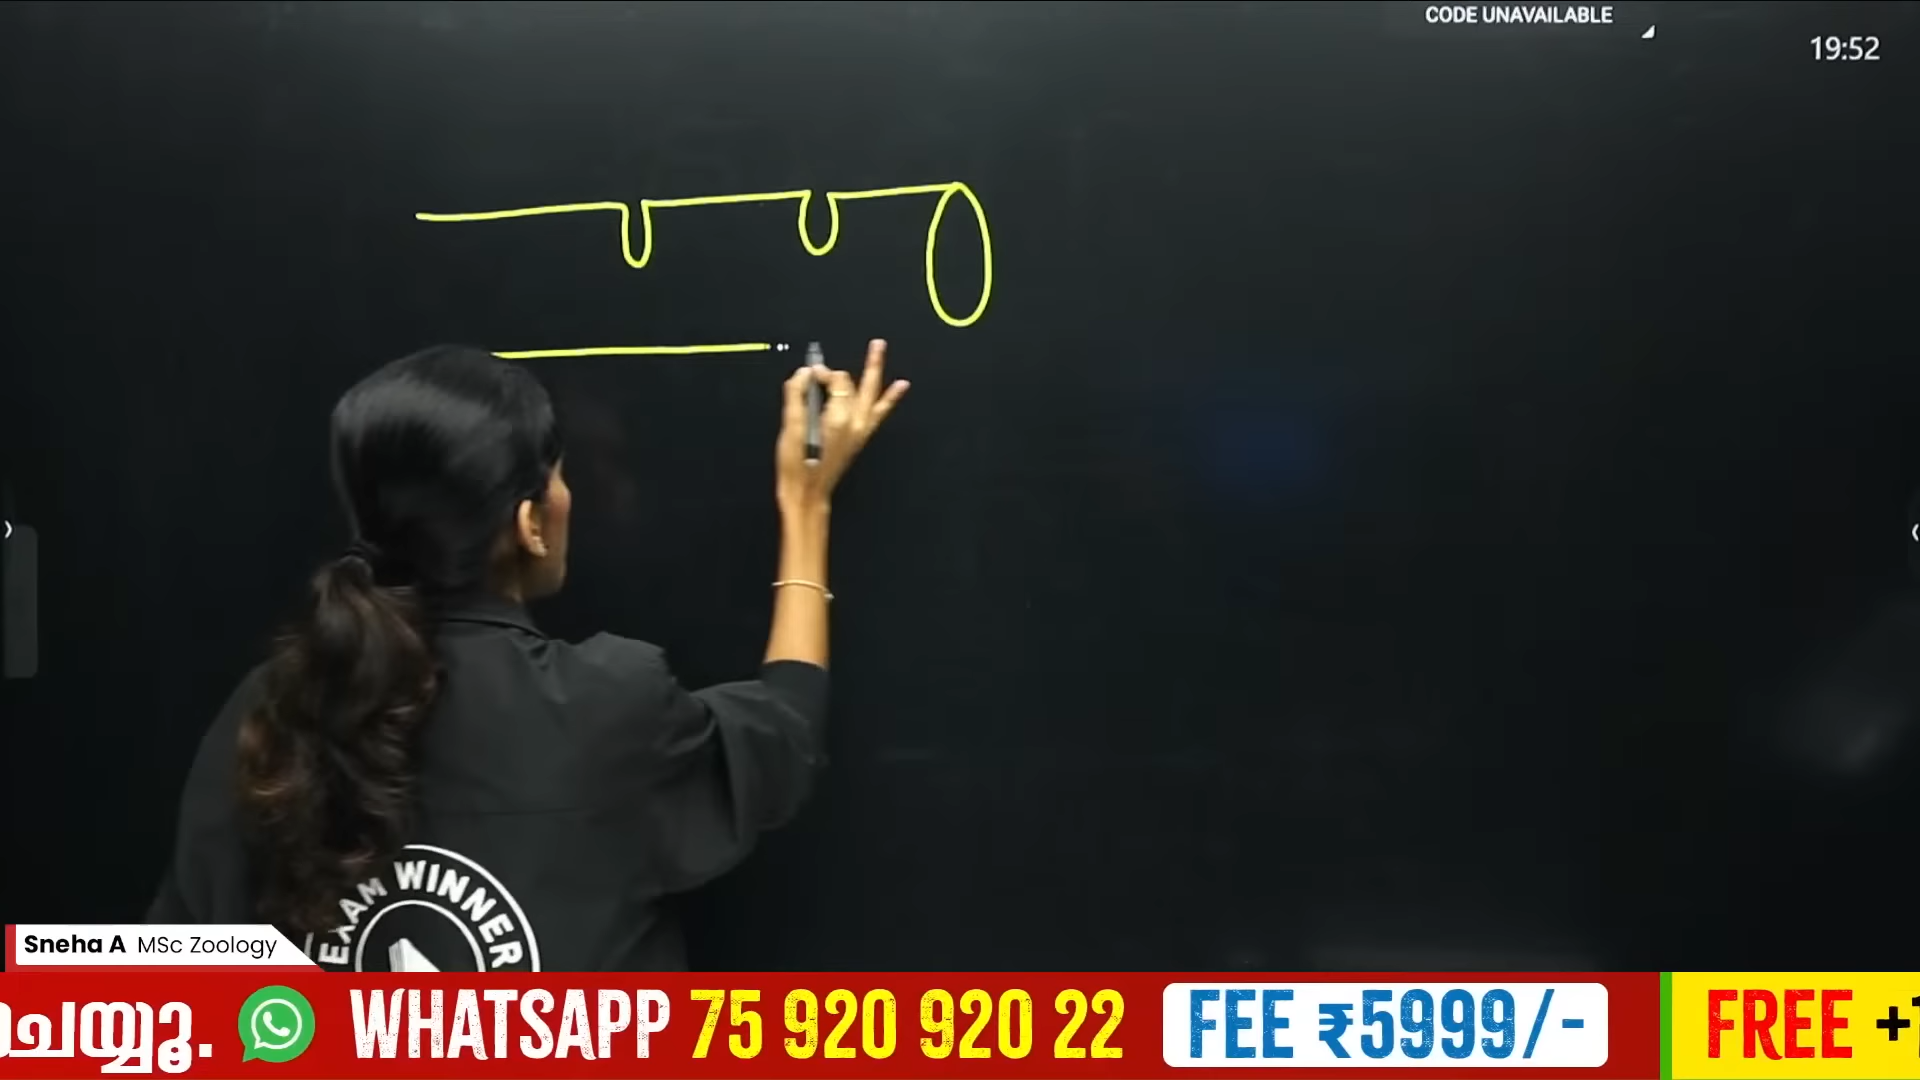 CODE UNAVAILABLE
19:52
EXAM WINNER
Sneha A MSc Zoology
ചെയ്യൂ. WHATSAPP 75 920 920 22 FEE ₹5999/- FREE